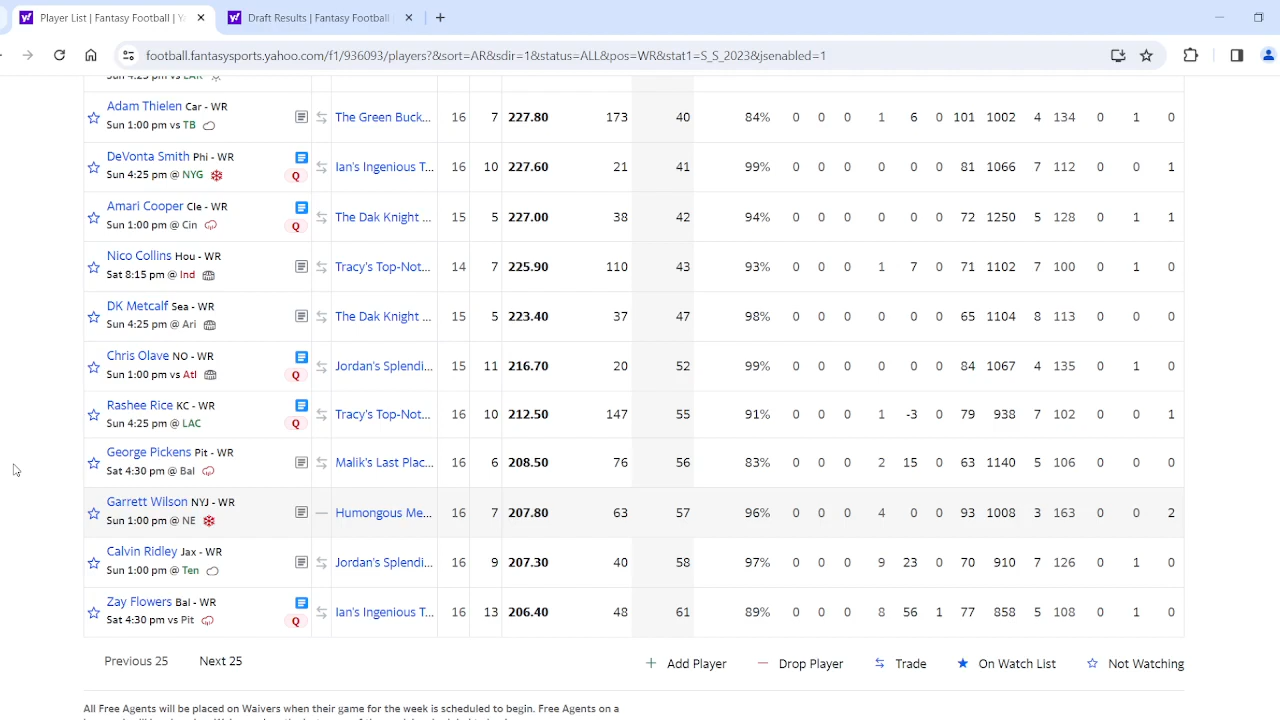 Player List | Fantasy Football | Y
Draft Results | Fantasy Football
football.fantasysports.yahoo.com/f1/936093/players?&sort=AR&sdir=1&status=ALL&pos=WR&stat1=S_S_2023&jsenabled=1
Sun 4:25 pm vs LAR
Adam Thielen Car - WR
Sun 1:00 pm vs TB
The Green Buck... 16 7 227.80 173 40 84% 0 0 0 1 6 0 101 1002 4 134 0 1 0
DeVonta Smith Phi - WR
Sun 4:25 pm @ NYG Q
Ian's Ingenious T... 16 10 227.60 21 41 99% 0 0 0 0 0 0 81 1066 7 112 0 0 1
Amari Cooper Cle - WR
Sun 1:00 pm @ Cin Q
The Dak Knight ... 15 5 227.00 38 42 94% 0 0 0 0 0 0 72 1250 5 128 0 1 1
Nico Collins Hou - WR
Sat 8:15 pm @ Ind
Tracy's Top-Not... 14 7 225.90 110 43 93% 0 0 0 1 7 0 71 1102 7 100 0 1 0
DK Metcalf Sea - WR
Sun 4:25 pm @ Ari
The Dak Knight ... 15 5 223.40 37 47 98% 0 0 0 0 0 0 65 1104 8 113 0 1 0
Chris Olave NO - WR
Sun 1:00 pm vs Atl Q
Jordan's Splendi... 15 11 216.70 20 52 99% 0 0 0 0 0 0 84 1067 4 135 0 1 0
Rashee Rice KC - WR
Sun 4:25 pm @ LAC Q
Tracy's Top-Not... 16 10 212.50 147 55 91% 0 0 0 1 -3 0 79 938 7 102 0 0 1
George Pickens Pit - WR
Sat 4:30 pm @ Bal
Malik's Last Plac... 16 6 208.50 76 56 83% 0 0 0 2 15 0 63 1140 5 106 0 0 0
Garrett Wilson NYJ - WR
Sun 1:00 pm @ NE
Humongous Me... 16 7 207.80 63 57 96% 0 0 0 4 0 0 93 1008 3 163 0 0 2
Calvin Ridley Jax - WR
Sun 1:00 pm @ Ten
Jordan's Splendi... 16 9 207.30 40 58 97% 0 0 0 9 23 0 70 910 7 126 0 1 0
Zay Flowers Bal - WR
Sat 4:30 pm vs Pit Q
Ian's Ingenious T... 16 13 206.40 48 61 89% 0 0 0 8 56 1 77 858 5 108 0 1 0
Previous 25 Next 25 Add Player Drop Player Trade On Watch List Not Watching
All Free Agents will be placed on Waivers when their game for the week is scheduled to begin. Free Agents on a